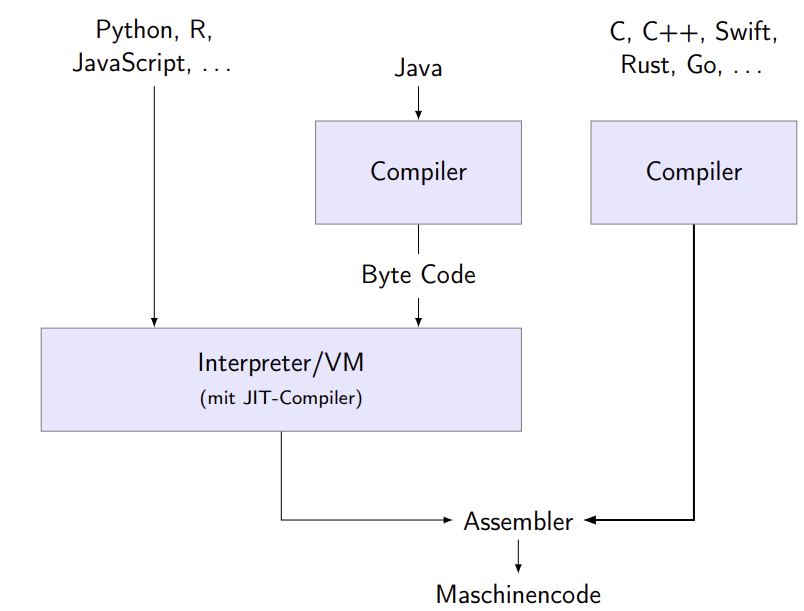 Python, R,
JavaScript, ...
Java
C, C++, Swift,
Rust, Go, ...
Compiler
Compiler
Byte Code
Interpreter/VM
(mit JIT-Compiler)
Assembler
Maschinencode